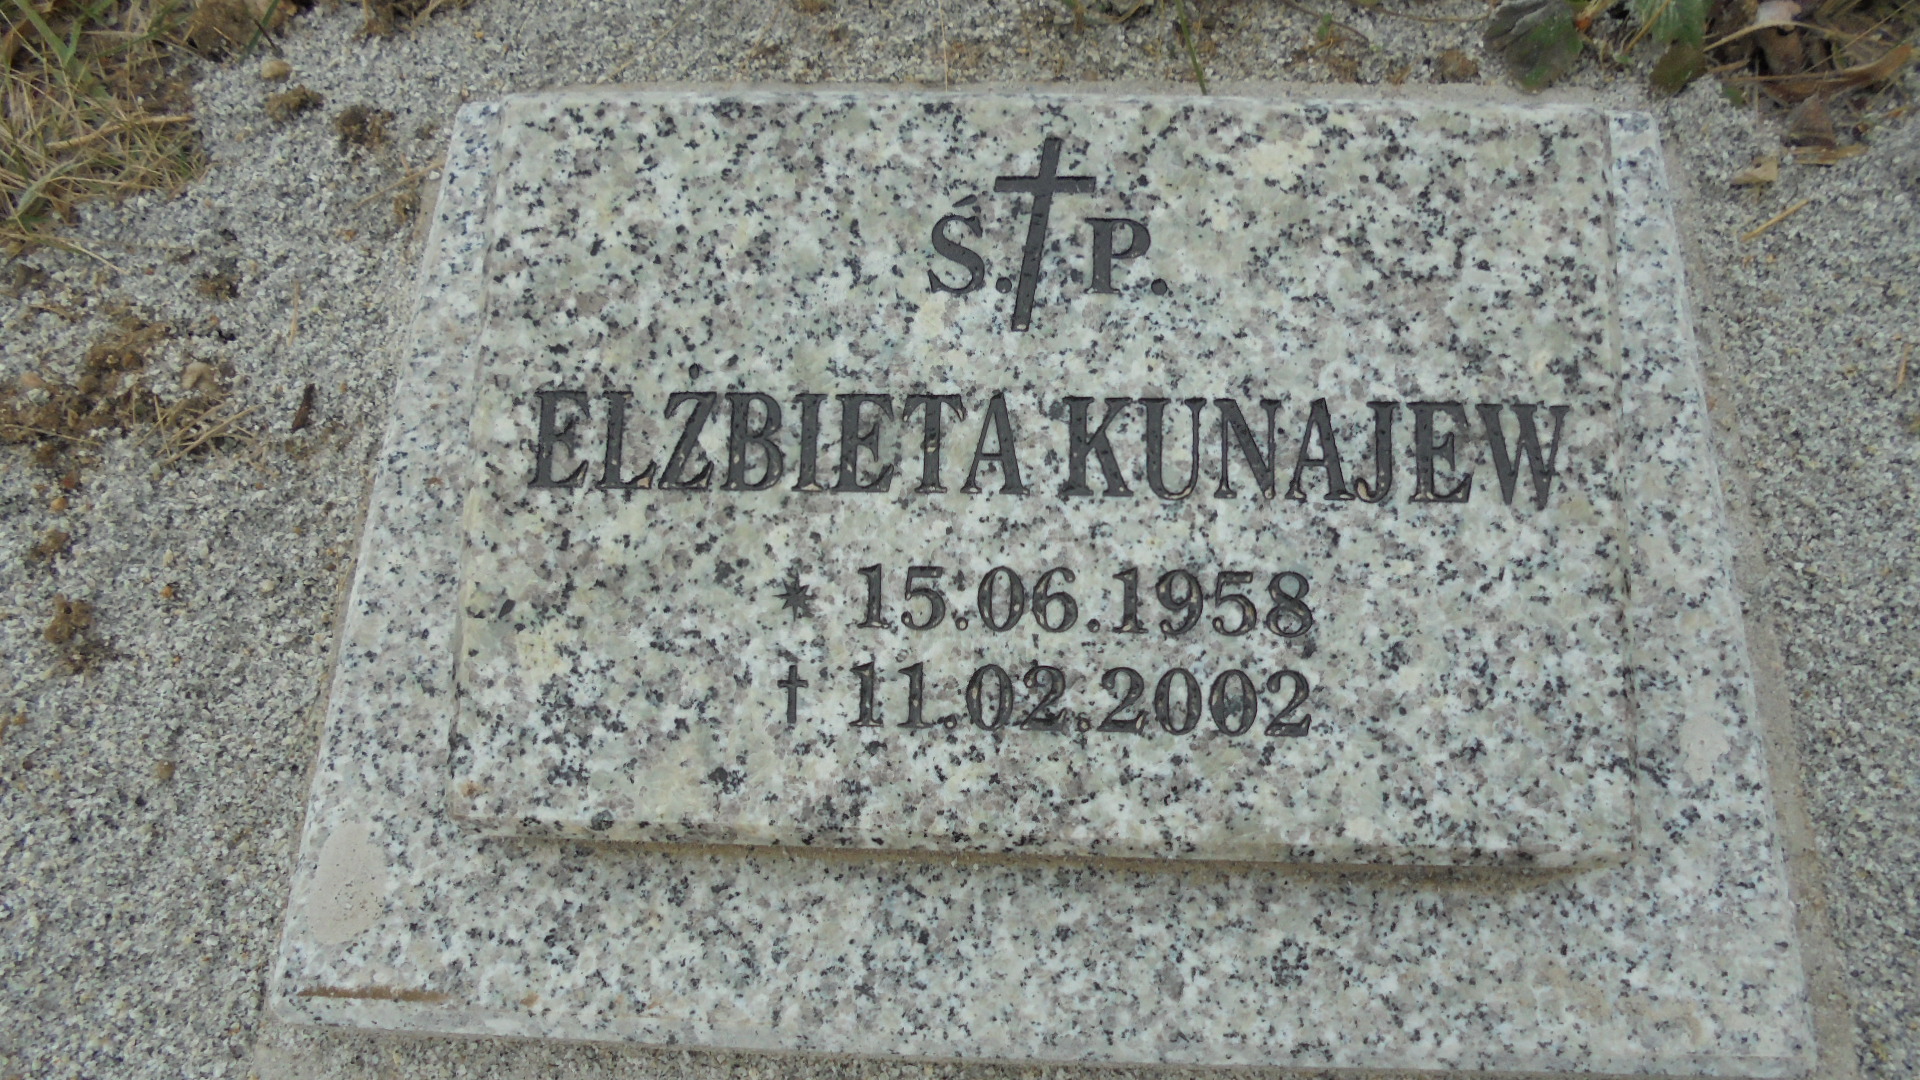 Ś. P.
ELŻBIETA KUNAJEW
* 15.06.1958
† 11.02.2002